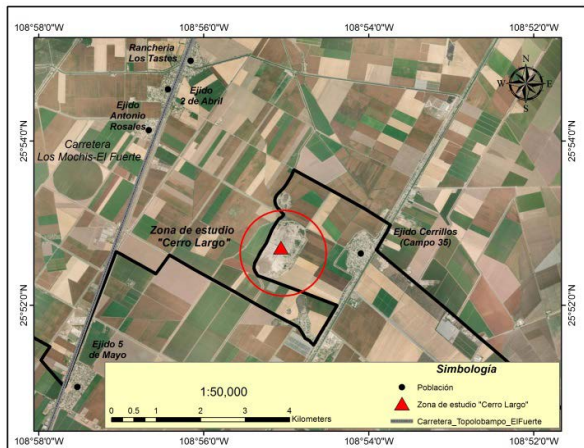 108°58'0"W 108°56'0"W 108°54'0"W 108°52'0"W
Ranchería
Los Tastes
Ejido
2 de Abril
Ejido
Antonio
Rosales
Carretera
Los Mochis-El Fuerte
N
W E
S
25°54'0"N 25°54'0"N
Zona de estudio
"Cerro Largo"
Ejido Cerrillos
(Campo 35)
25°52'0"N 25°52'0"N
Ejido 5
de Mayo
1:50,000
0 0.5 1 2 3 4
Kilometers
Simbología
Población
Zona de estudio "Cerro Largo"
Carretera_Topolobampo_ElFuerte
108°58'0"W 108°56'0"W 108°54'0"W 108°52'0"W